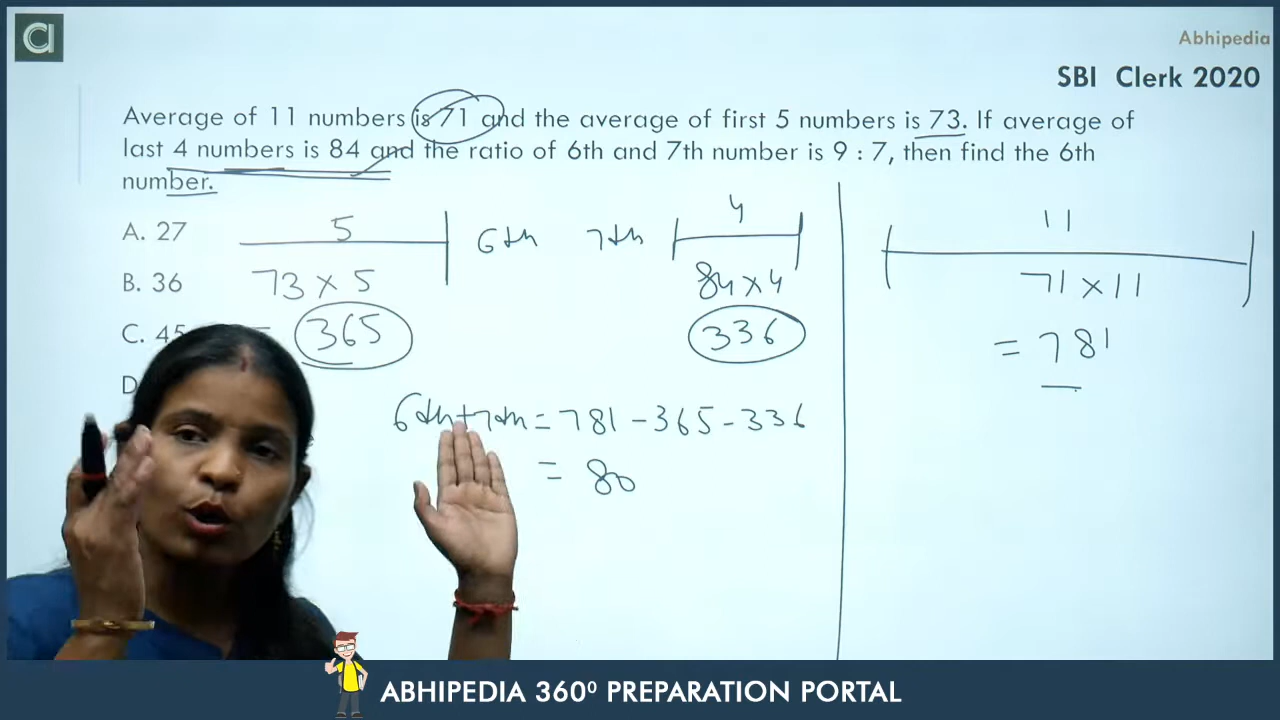 CI
Abhipedia
SBI Clerk 2020
Average of 11 numbers is 71 and the average of first 5 numbers is 73. If average of
last 4 numbers is 84 and the ratio of 6th and 7th number is 9 : 7, then find the 6th
number.
A. 27
B. 36
C. 45
D
5
6th 7th
4
73 × 5
84 × 4
365
336
6th + 7th = 781 - 365 - 336
= 80
11
71 × 11
= 781
ABHIPEDIA 360⁰ PREPARATION PORTAL